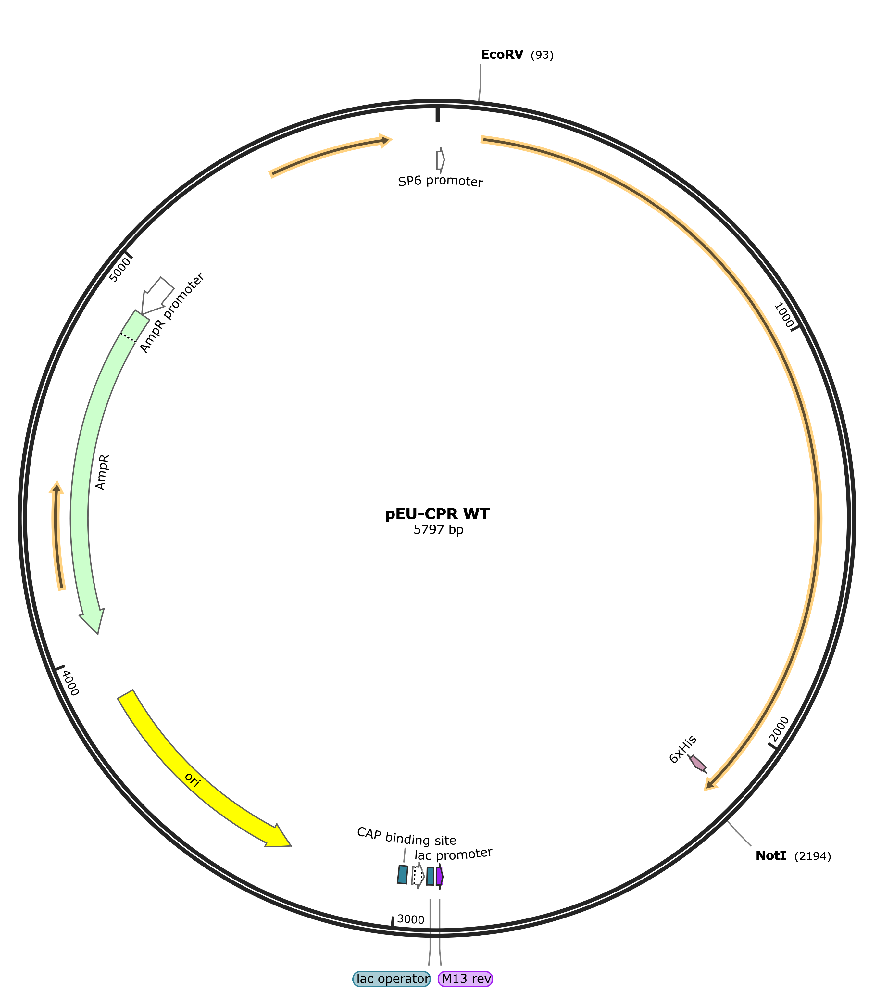 EcoRV (93)
SP6 promoter
5000
AmpR promoter
1000
AmpR
pEU-CPR WT
5797 bp
4000
2000
6xHis
ori
CAP binding site
lac promoter
NotI (2194)
3000
lac operator
M13 rev